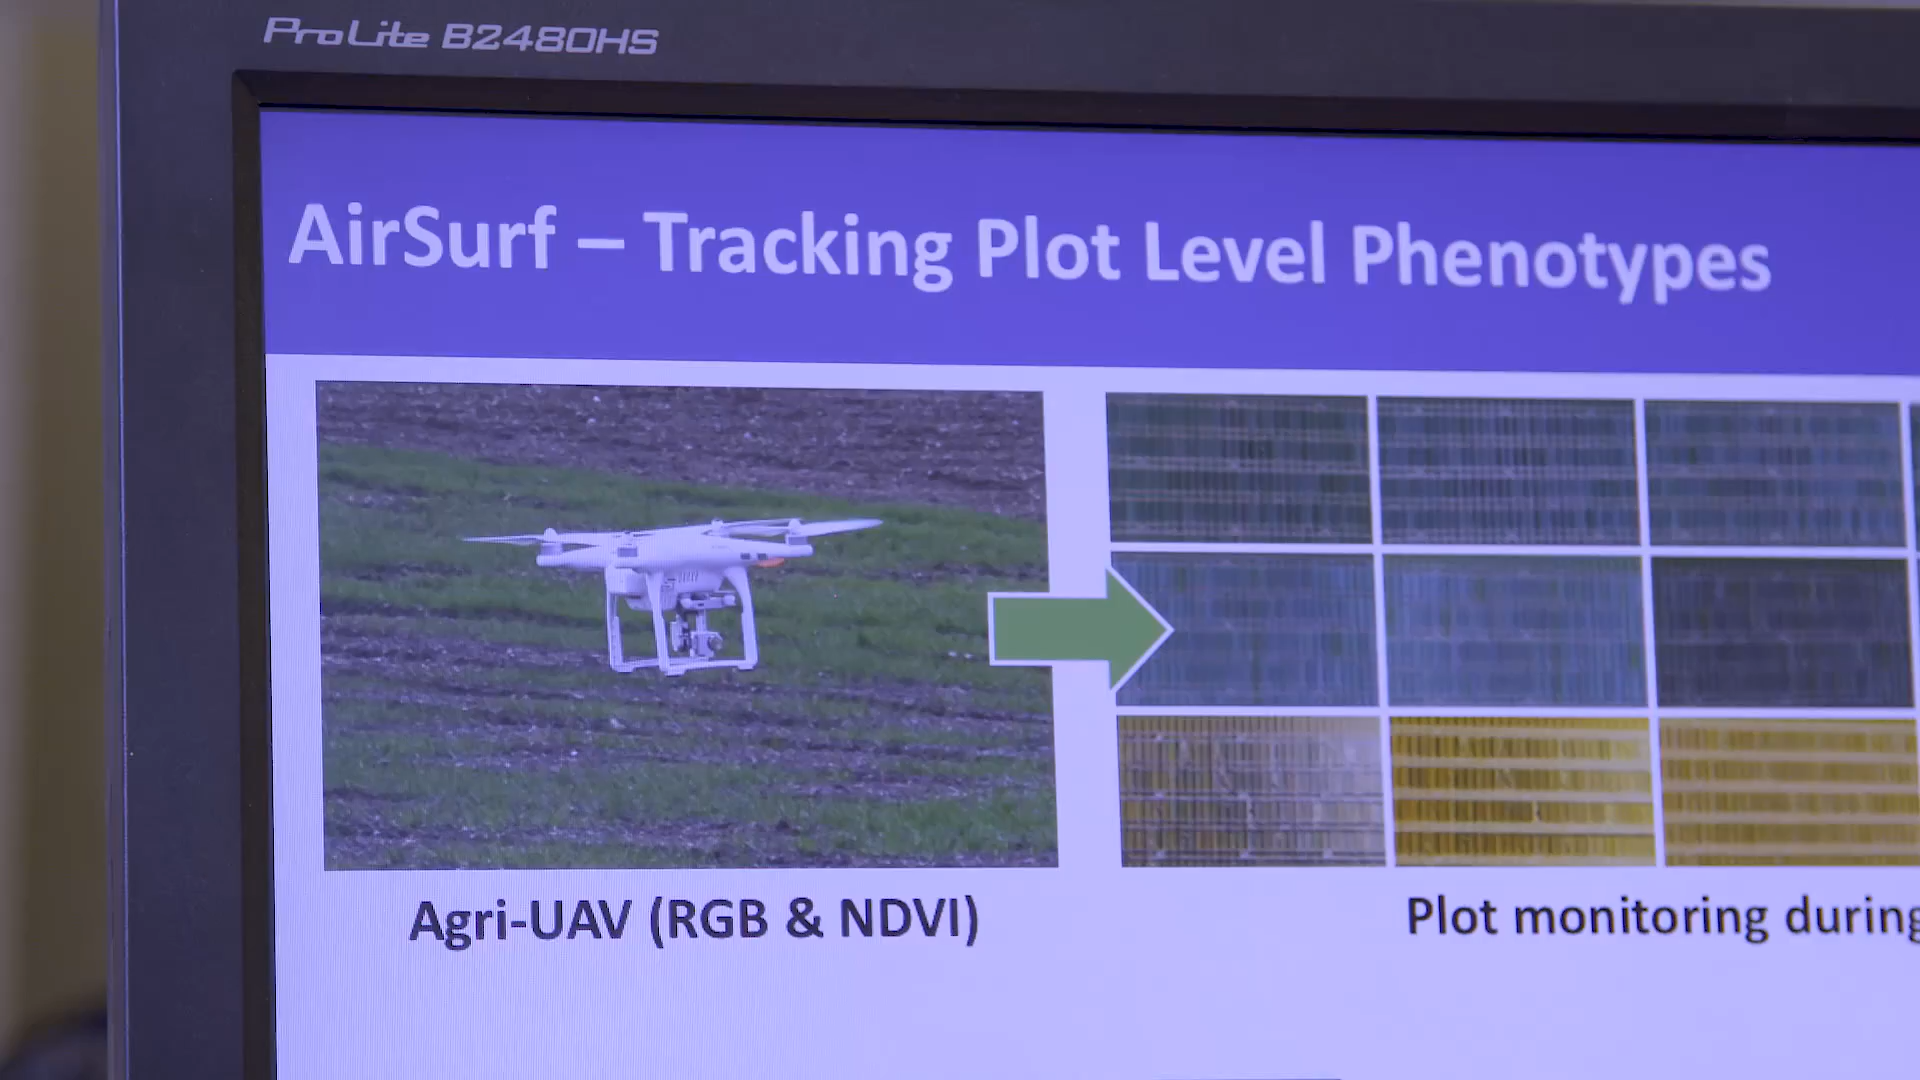 ProLite B2480HS
AirSurf – Tracking Plot Level Phenotypes
Agri-UAV (RGB & NDVI)
Plot monitoring during